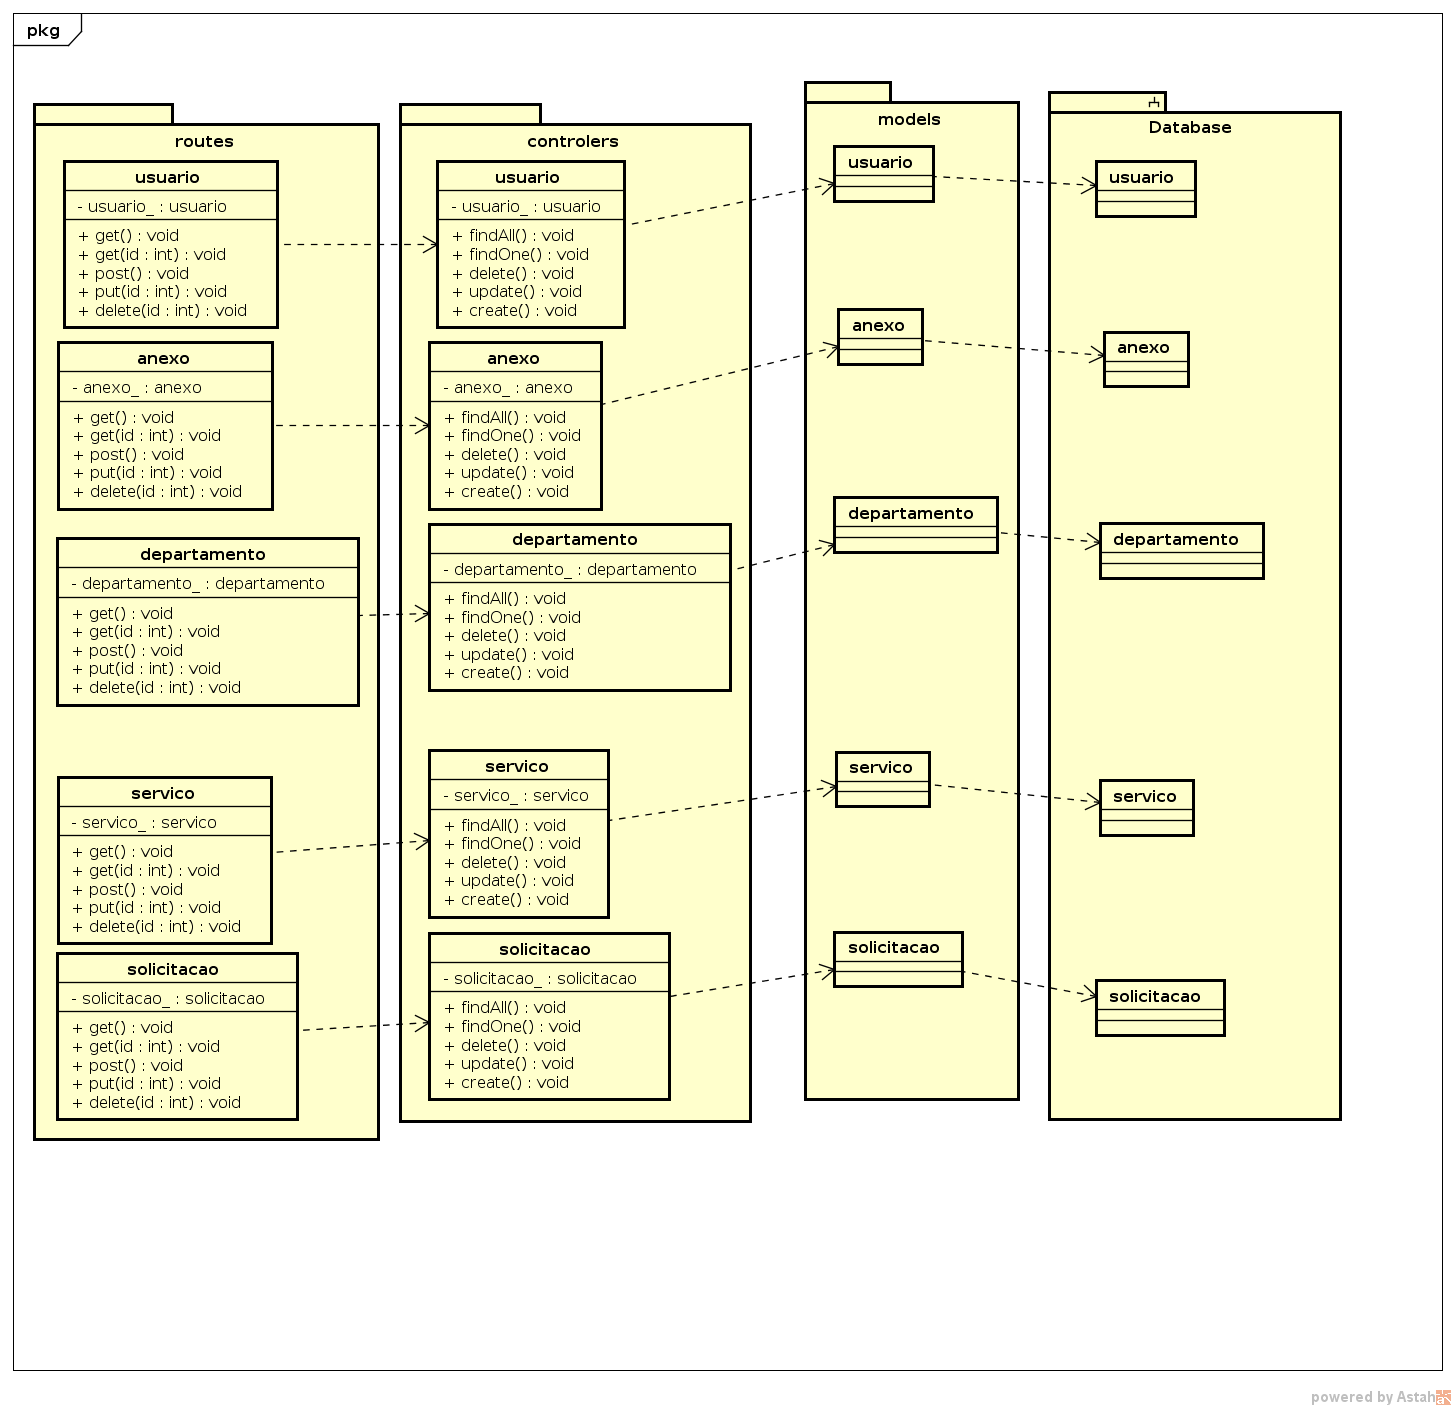 pkg
routes
usuario
- usuario_ : usuario
+ get() : void
+ get(id : int) : void
+ post() : void
+ put(id : int) : void
+ delete(id : int) : void
anexo
- anexo_ : anexo
+ get() : void
+ get(id : int) : void
+ post() : void
+ put(id : int) : void
+ delete(id : int) : void
departamento
- departamento_ : departamento
+ get() : void
+ get(id : int) : void
+ post() : void
+ put(id : int) : void
+ delete(id : int) : void
servico
- servico_ : servico
+ get() : void
+ get(id : int) : void
+ post() : void
+ put(id : int) : void
+ delete(id : int) : void
solicitacao
- solicitacao_ : solicitacao
+ get() : void
+ get(id : int) : void
+ post() : void
+ put(id : int) : void
+ delete(id : int) : void
controlers
usuario
- usuario_ : usuario
+ findAll() : void
+ findOne() : void
+ delete() : void
+ update() : void
+ create() : void
anexo
- anexo_ : anexo
+ findAll() : void
+ findOne() : void
+ delete() : void
+ update() : void
+ create() : void
departamento
- departamento_ : departamento
+ findAll() : void
+ findOne() : void
+ delete() : void
+ update() : void
+ create() : void
servico
- servico_ : servico
+ findAll() : void
+ findOne() : void
+ delete() : void
+ update() : void
+ create() : void
solicitacao
- solicitacao_ : solicitacao
+ findAll() : void
+ findOne() : void
+ delete() : void
+ update() : void
+ create() : void
models
usuario
anexo
departamento
servico
solicitacao
Database
usuario
anexo
departamento
servico
solicitacao
powered by Astah